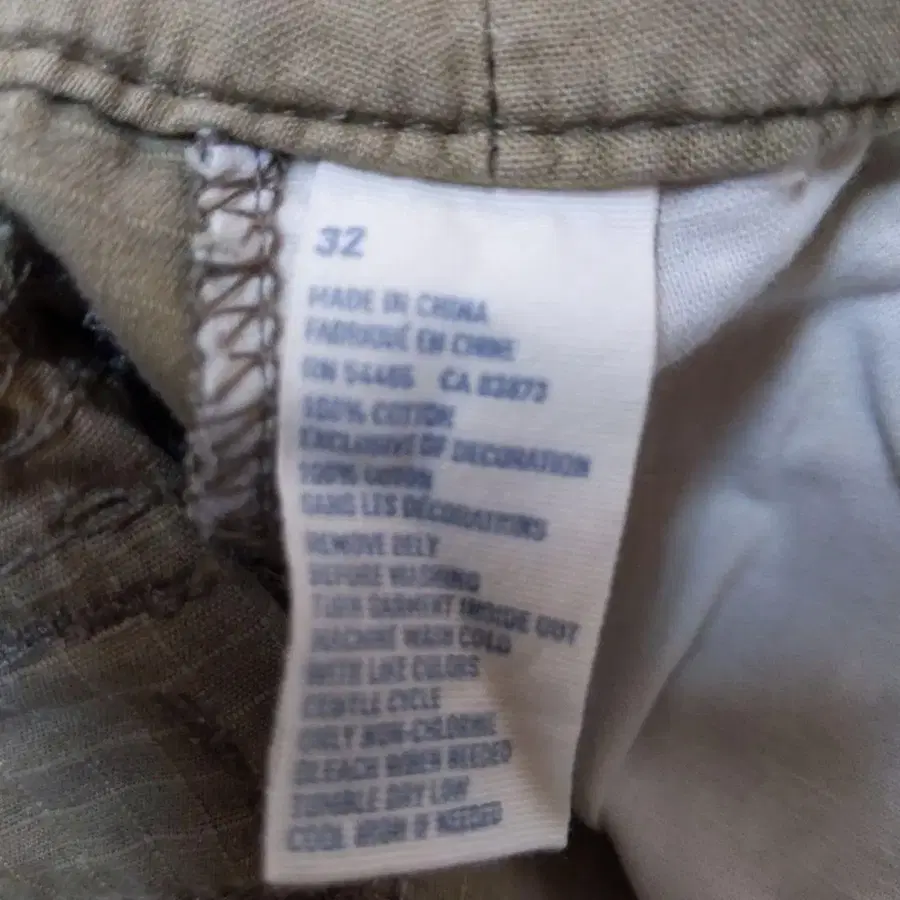 32
MADE IN CHINA
FABRIQUÉ EN CHINE
RN 54485 CA 03073
100% COTTON
EXCLUSIVE OF DECORATION
100% COTON
SANS LES DÉCORATIONS
REMOVE BELT
BEFORE WASHING
TURN GARMENT INSIDE OUT
MACHINE WASH COLD
WITH LIKE COLORS
GENTLE CYCLE
ONLY NON-CHLORINE
BLEACH WHEN NEEDED
TUMBLE DRY LOW
COOL IRON IF NEEDED